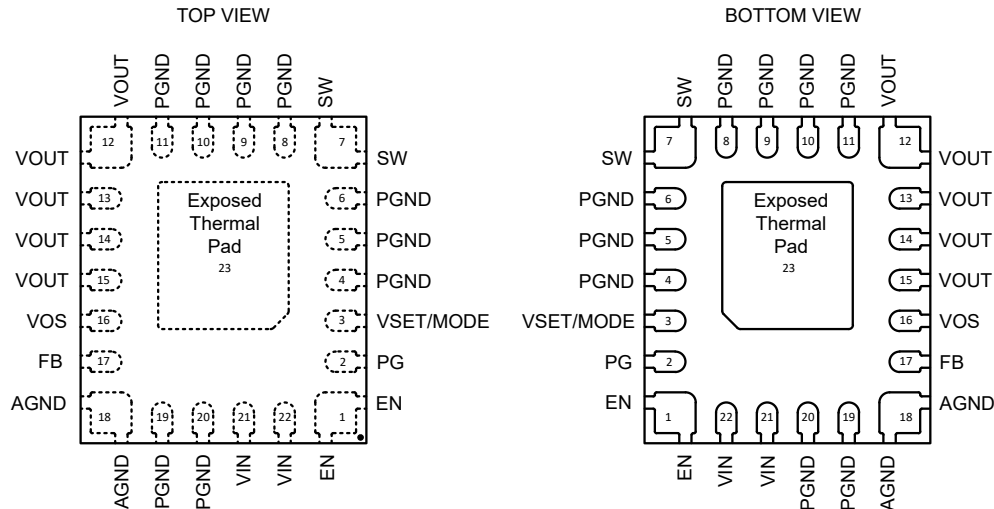 TOP VIEW
VOUT
PGND
PGND
PGND
PGND
SW
12
11
10
9
8
7
VOUT
SW
VOUT
13
6
PGND
VOUT
14
5
PGND
VOUT
15
4
PGND
VOS
16
3
VSET/MODE
FB
17
2
PG
AGND
18
19
20
21
22
1
EN
Exposed
Thermal
Pad
23
AGND
PGND
PGND
VIN
VIN
EN
BOTTOM VIEW
SW
PGND
PGND
PGND
PGND
VOUT
7
8
9
10
11
12
SW
VOUT
PGND
6
13
VOUT
PGND
5
14
VOUT
PGND
4
15
VOUT
VSET/MODE
3
16
VOS
PG
2
17
FB
EN
1
22
21
20
19
18
AGND
Exposed
Thermal
Pad
23
EN
VIN
VIN
PGND
PGND
AGND